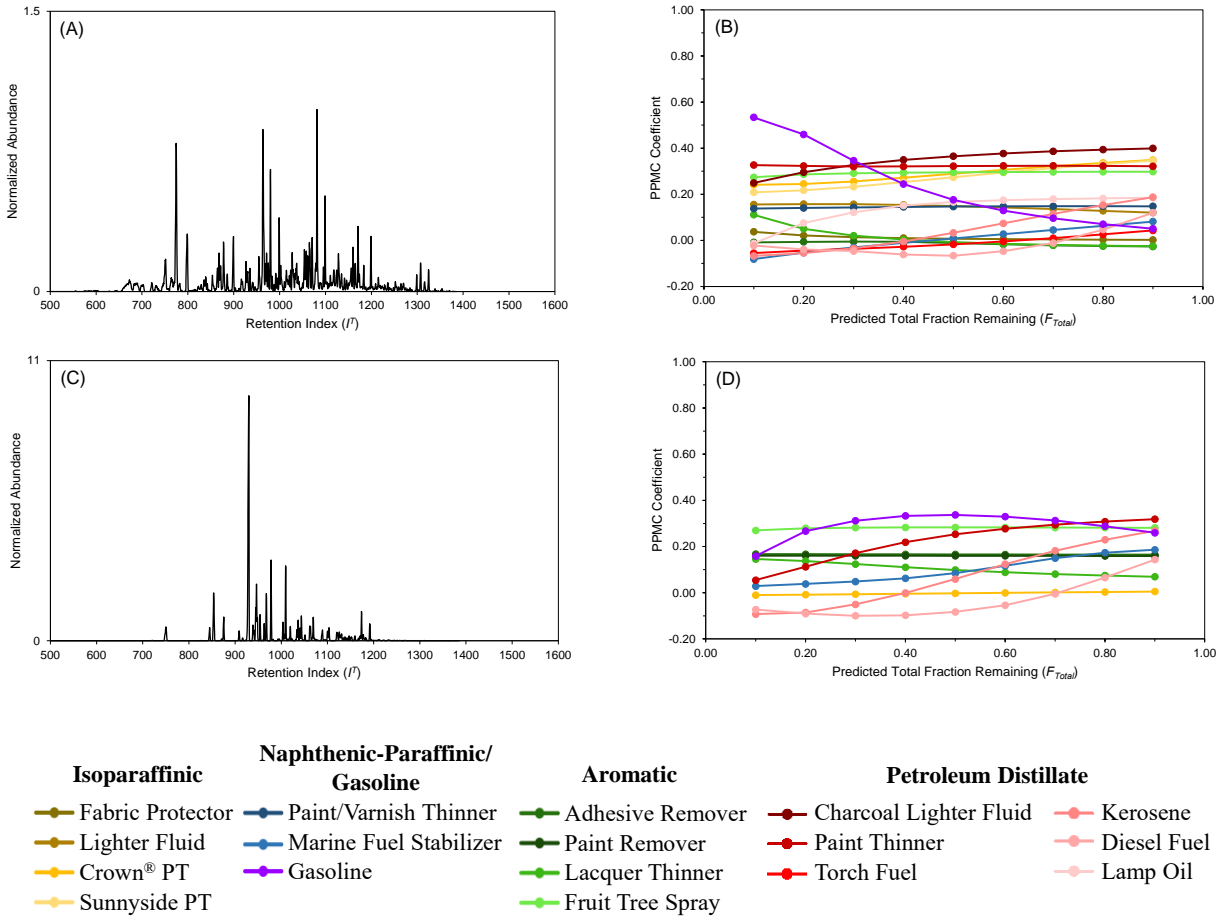 (A)
1.5
0
Normalized Abundance
500 600 700 800 900 1000 1100 1200 1300 1400 1500 1600
Retention Index (I^T)
(B)
1.00
0.80
0.60
0.40
0.20
0.00
-0.20
PPMC Coefficient
0.00 0.20 0.40 0.60 0.80 1.00
Predicted Total Fraction Remaining (F_Total)
(C)
11
0
Normalized Abundance
500 600 700 800 900 1000 1100 1200 1300 1400 1500 1600
Retention Index (I^T)
(D)
1.00
0.80
0.60
0.40
0.20
0.00
-0.20
PPMC Coefficient
0.00 0.20 0.40 0.60 0.80 1.00
Predicted Total Fraction Remaining (F_Total)
Isoparaffinic
Fabric Protector
Lighter Fluid
Crown® PT
Sunnyside PT
Naphthenic-Paraffinic/
Gasoline
Paint/Varnish Thinner
Marine Fuel Stabilizer
Gasoline
Aromatic
Adhesive Remover
Paint Remover
Lacquer Thinner
Fruit Tree Spray
Petroleum Distillate
Charcoal Lighter Fluid
Paint Thinner
Torch Fuel
Kerosene
Diesel Fuel
Lamp Oil